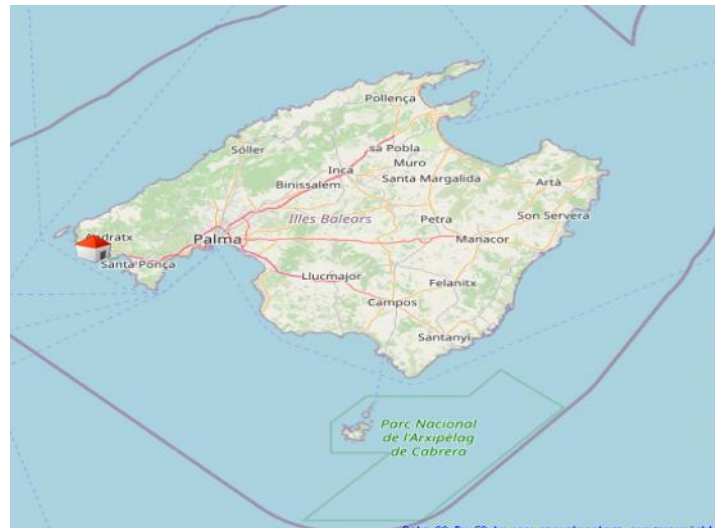 Pollença
Sóller
sa Pobla
Muro
Inca
Santa Margalida
Binissalem
Artà
Illes Balears
Petra
Son Servera
Palma
Manacor
Santa Ponça
Llucmajor
Felanitx
Campos
Santanyí
Parc Nacional
de l'Arxipèlag
de Cabrera